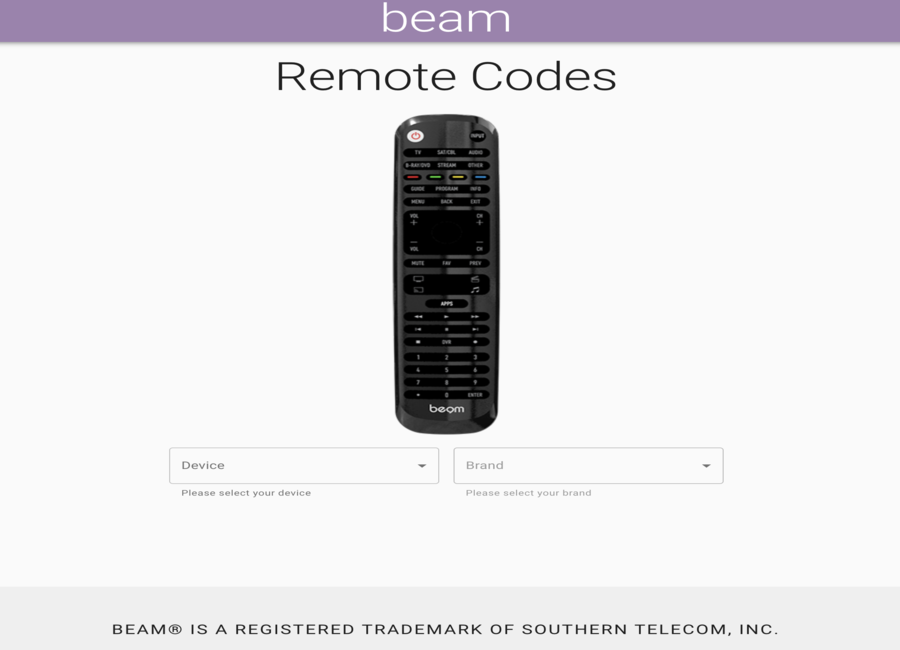 beam
Remote Codes
INPUT
TV SAT/CBL AUDIO
B-RAY/DVD STREAM OTHER
GUIDE PROGRAM INFO
MENU BACK EXIT
VOL CH
+ +
— —
VOL CH
MUTE FAV PREV
APPS
DVR
1 2 3
4 5 6
7 8 9
0 ENTER
beam
Device Brand
Please select your device Please select your brand
BEAM® IS A REGISTERED TRADEMARK OF SOUTHERN TELECOM, INC.